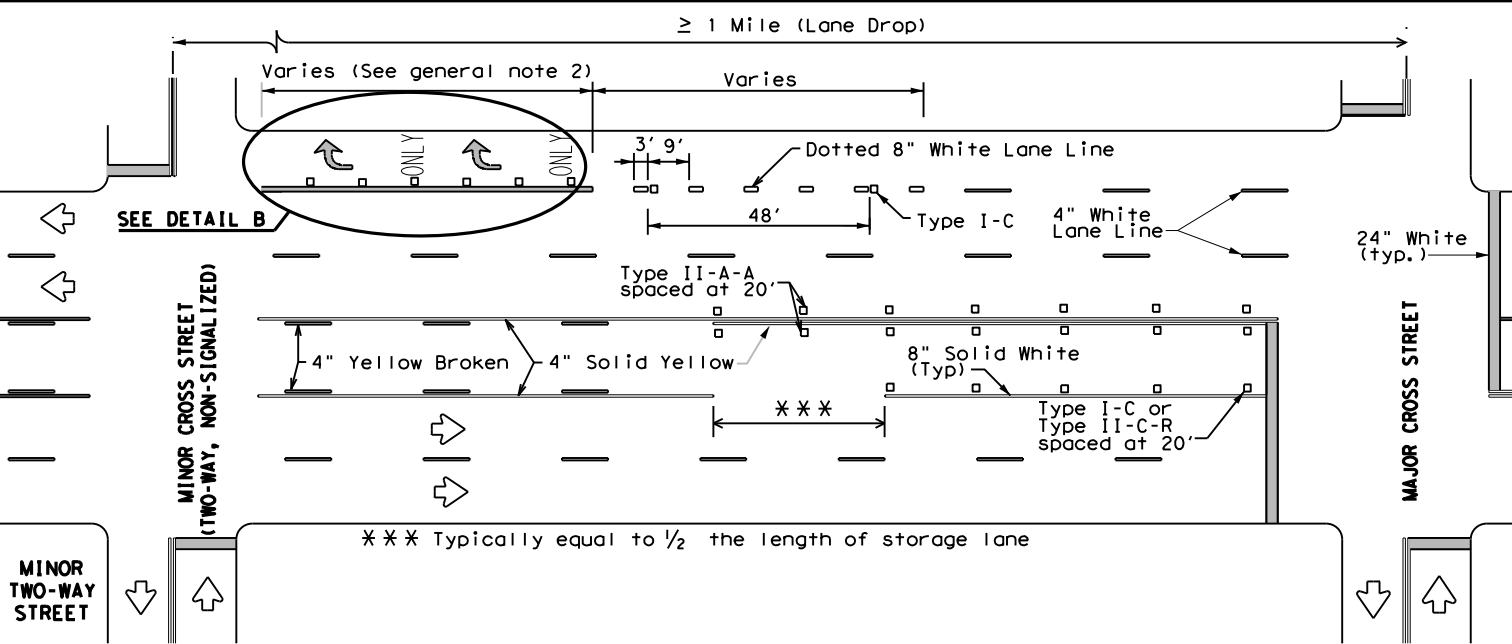 ≥ 1 Mile (Lane Drop)
Varies (See general note 2)
Varies
ONLY
ONLY
3'
9'
Dotted 8" White Lane Line
SEE DETAIL B
48'
Type I-C
4" White
Lane Line
24" White
(typ.)
Type II-A-A
spaced at 20'
MINOR CROSS STREET
(TWO-WAY, NON-SIGNALIZED)
4" Yellow Broken
4" Solid Yellow
8" Solid White
(Typ)
***
Type I-C or
Type II-C-R
spaced at 20'
MAJOR CROSS STREET
*** Typically equal to ½ the length of storage lane
MINOR
TWO-WAY
STREET